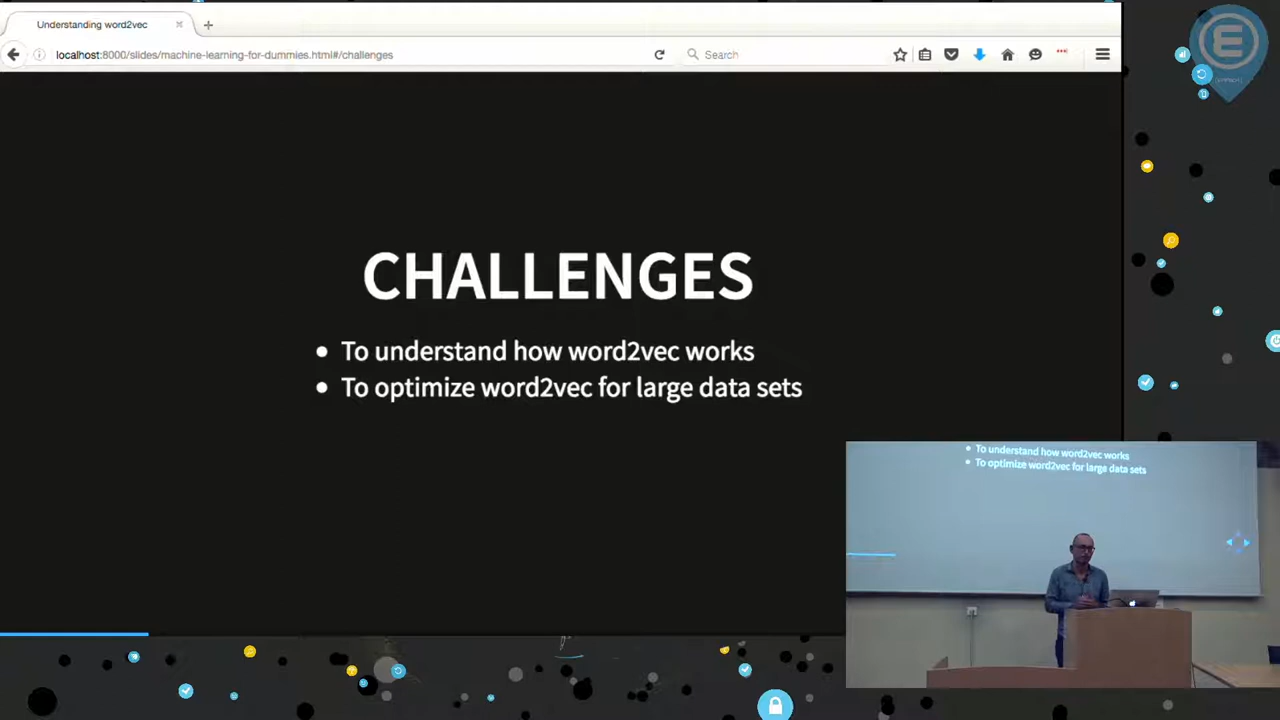 Understanding word2vec
localhost:8000/slides/machine-learning-for-dummies.html#/challenges
Search
E
CHALLENGES
• To understand how word2vec works
• To optimize word2vec for large data sets
• To understand how word2vec works
• To optimize word2vec for large data sets